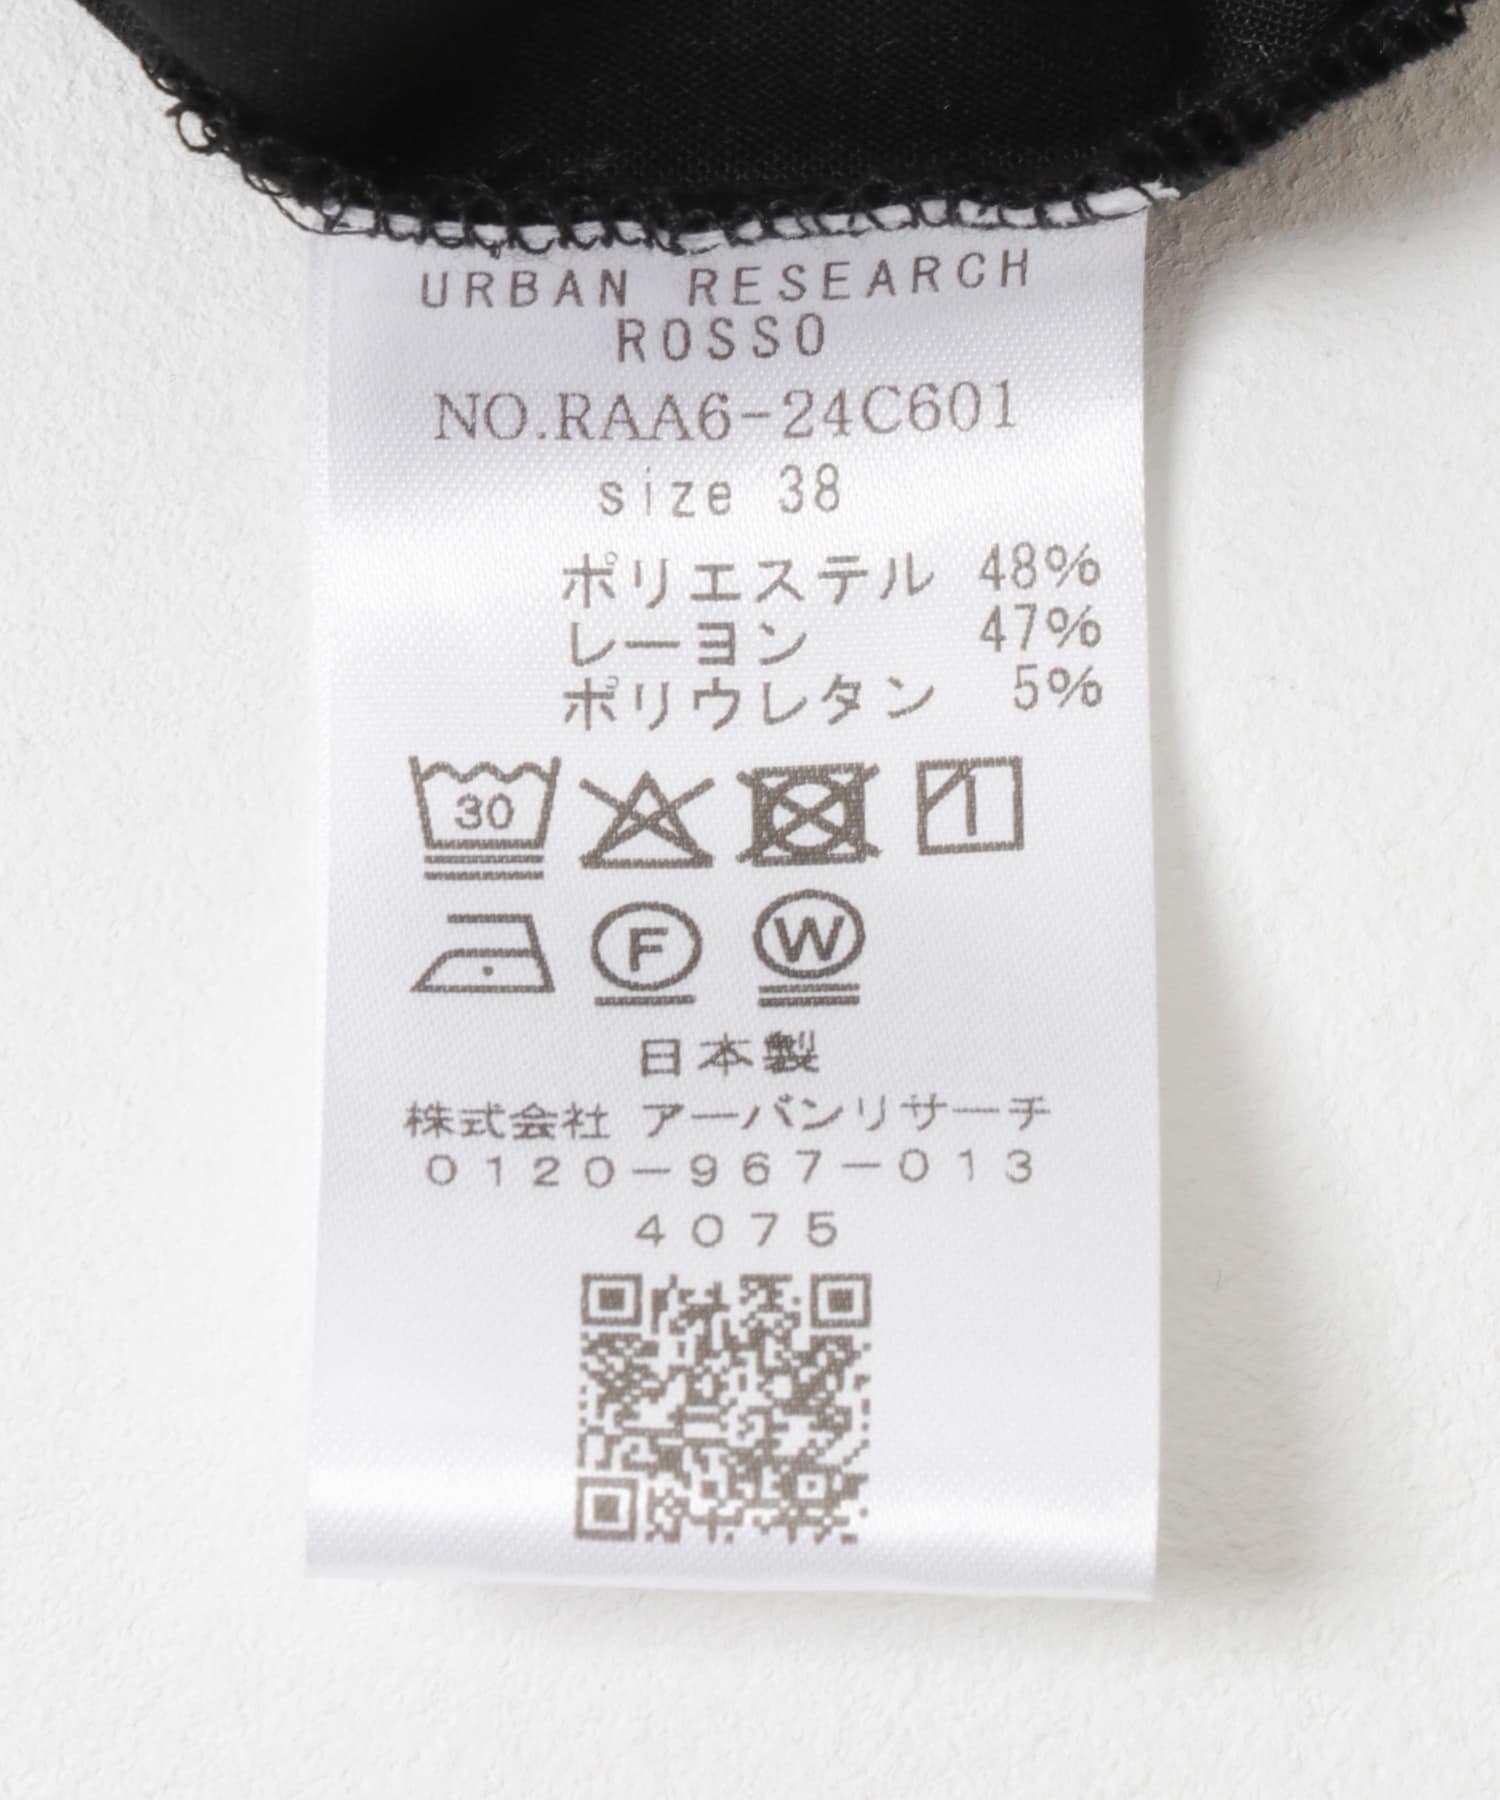 URBAN RESEARCH
ROSSO
NO.RAA6-24C601
size 38
ポリエステル 48%
レーヨン 47%
ポリウレタン 5%
30
F W
日本製
株式会社 アーバンリサーチ
0120-967-013
4075